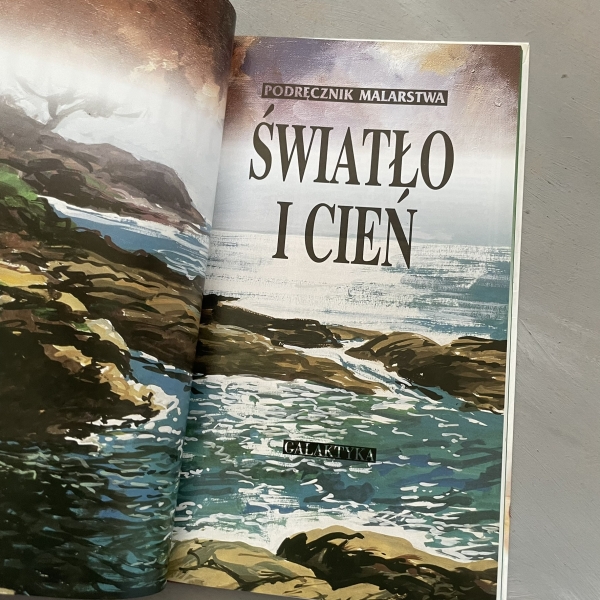 PODRĘCZNIK MALARSTWA
ŚWIATŁO
I CIEŃ
GALAKTYKA